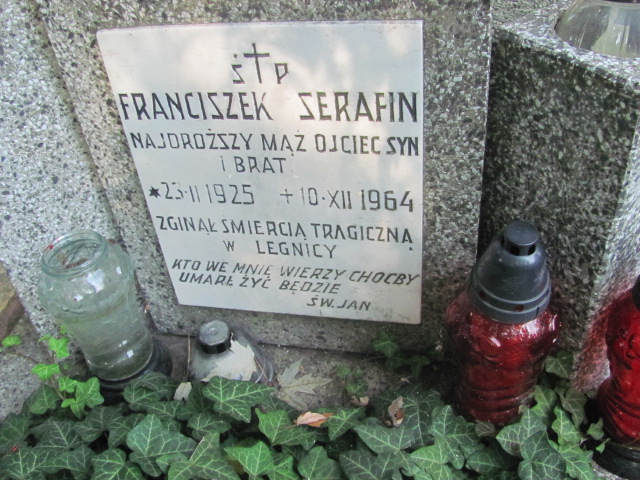 Ś † P
FRANCISZEK SERAFIN
NAJDROŻSZY MĄŻ OJCIEC SYN
I BRAT
*23·II 1925 +10·XII 1964
ZGINĄŁ ŚMIERCIĄ TRAGICZNĄ
W LEGNICY
KTO WE MNIE WIERZY CHOCBY
UMARŁ ŻYĆ BĘDZIE
ŚW. JAN